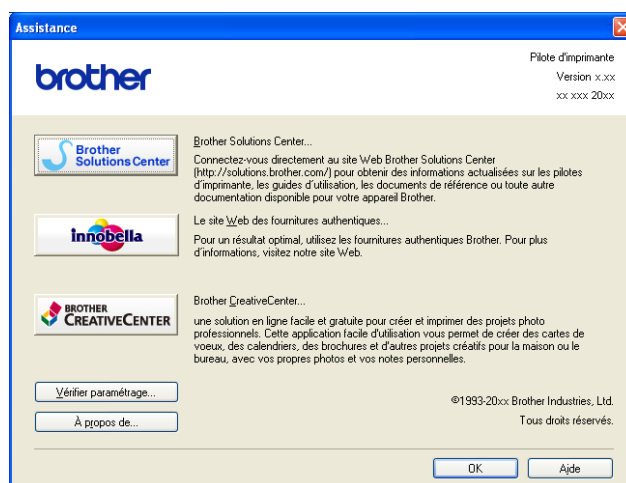 Assistance
brother
Pilote d'imprimante
Version x.xx
xx xxx 20xx
Brother
Solutions Center
Brother Solutions Center...
Connectez-vous directement au site Web Brother Solutions Center
(http://solutions.brother.com/) pour obtenir des informations actualisées sur les pilotes
d'imprimante, les guides d'utilisation, les documents de référence ou toute autre
documentation disponible pour votre appareil Brother.
innobella
Le site Web des fournitures authentiques...
Pour un résultat optimal, utilisez les fournitures authentiques Brother. Pour plus
d'informations, visitez notre site Web.
BROTHER
CREATIVECENTER
Brother CreativeCenter...
une solution en ligne facile et gratuite pour créer et imprimer des projets photo
professionnels. Cette application facile d'utilisation vous permet de créer des cartes de
voeux, des calendriers, des brochures et d'autres projets créatifs pour la maison ou le
bureau, avec vos propres photos et vos notes personnelles.
Vérifier paramétrage...
À propos de...
©1993-20xx Brother Industries, Ltd.
Tous droits réservés.
OK
Aide